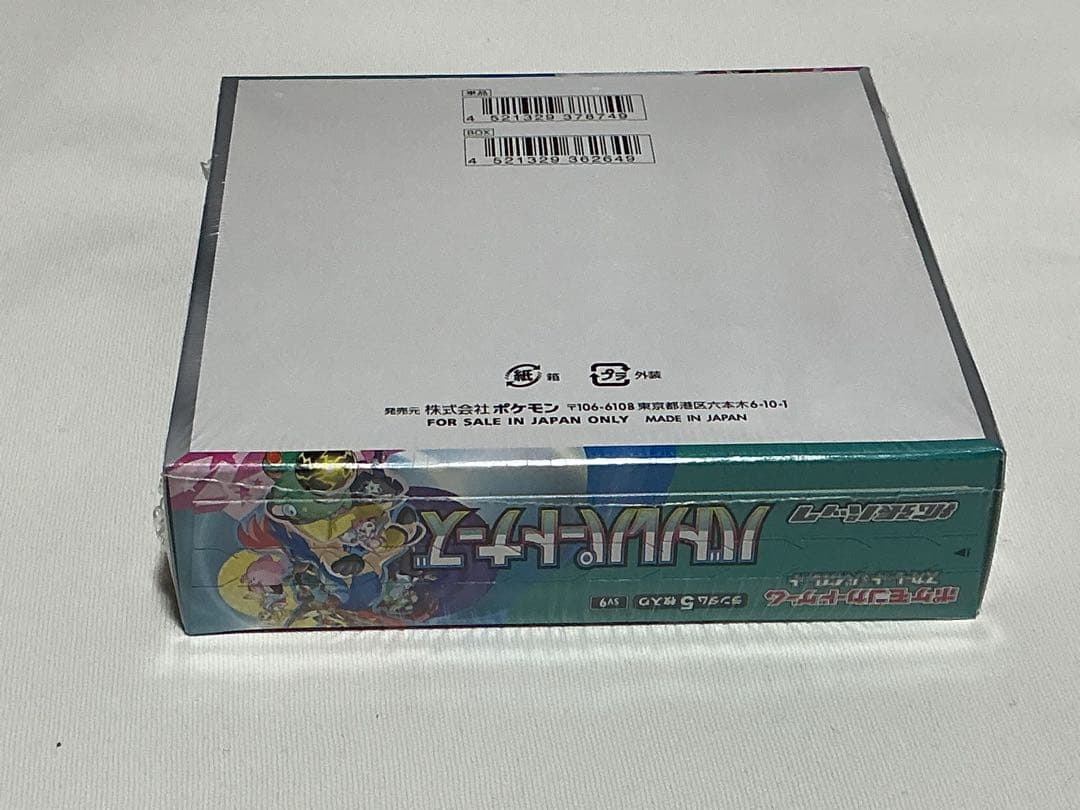 単品
4 521329 378749
BOX
4 521329 362649
紙 箱
プラ 外装
発売元 株式会社 ポケモン 〒106-6108 東京都港区六本木6-10-1
FOR SALE IN JAPAN ONLY MADE IN JAPAN
ポケモンカードゲーム
スカーレット&バイオレット
拡張パック
バトルパートナーズ
ランダム5枚入り
sv9